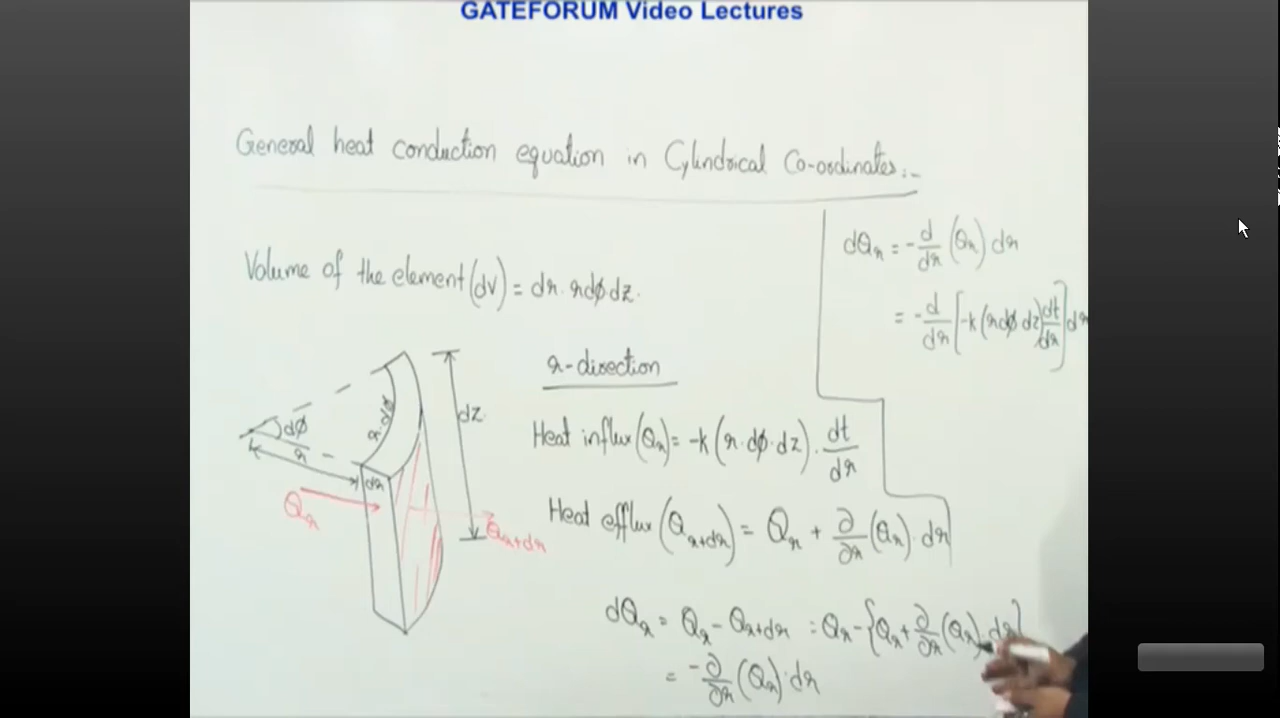 GATEFORUM Video Lectures
General heat conduction equation in Cylindrical Co-ordinates:-
Volume of the element (dv) = dr · rdϕ dz.
dQr = -d/dr (Qr) dr
= -d/dr [-k (rdϕ dz) dt/dr] dr
r-direction
Heat influx (Qr) = -k (r·dϕ·dz) · dt/dr
Heat efflux (Qr+dr) = Qr + ∂/∂r (Qr) · dr
dQr = Qr - Qr+dr = Qr - {Qr + ∂/∂r (Qr) · dr}
= -∂/∂r (Qr) · dr
dϕ
r
r·dϕ
dr
dz
Qr
Qr+dr